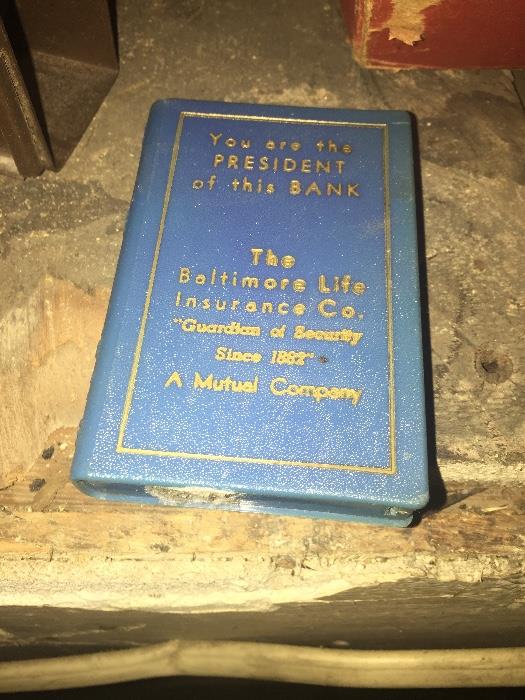 You are the
PRESIDENT
of this BANK
The
Baltimore Life
Insurance Co.
"Guardian of Security
Since 1882"
A Mutual Company